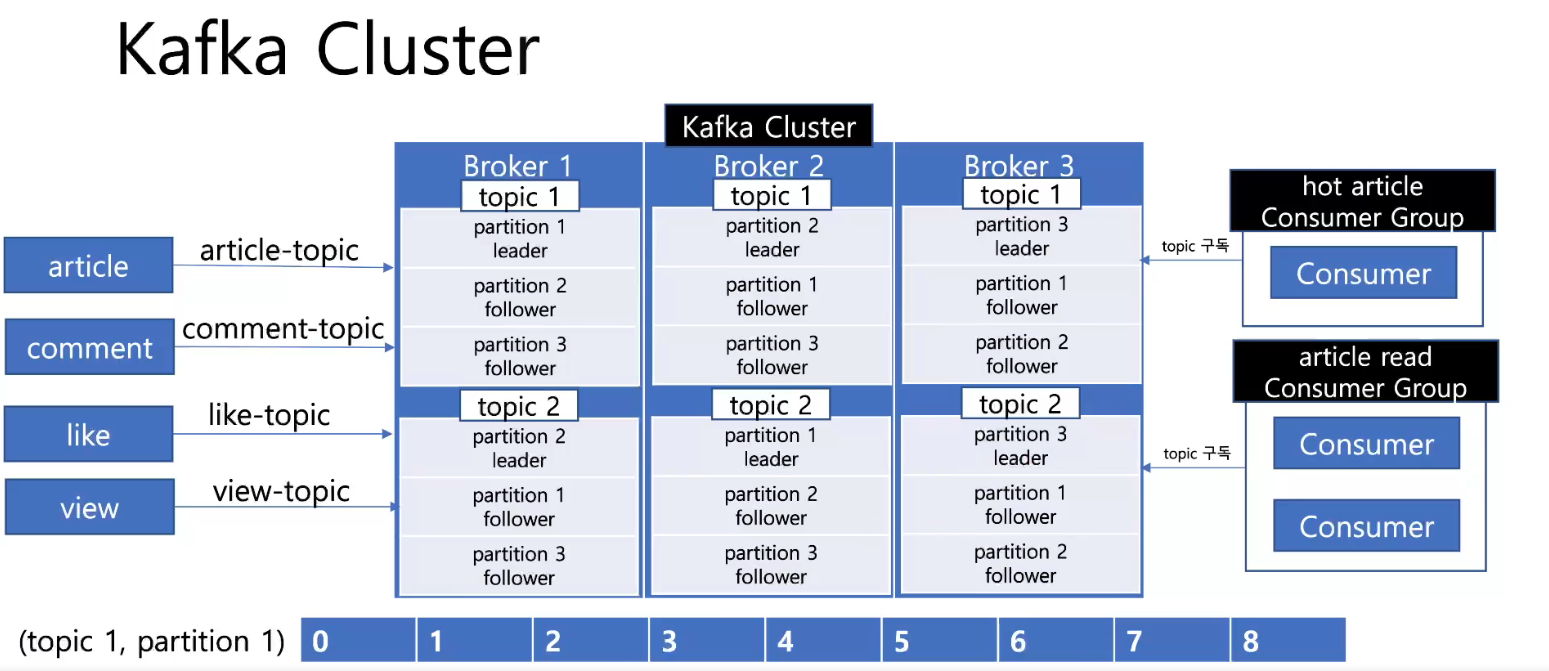 Kafka Cluster
Kafka Cluster
Broker 1
topic 1
partition 1
leader
partition 2
follower
partition 3
follower
topic 2
partition 2
leader
partition 1
follower
partition 3
follower
Broker 2
topic 1
partition 2
leader
partition 1
follower
partition 3
follower
topic 2
partition 1
leader
partition 2
follower
partition 3
follower
Broker 3
topic 1
partition 3
leader
partition 1
follower
partition 2
follower
topic 2
partition 3
leader
partition 1
follower
partition 2
follower
article
article-topic
comment
comment-topic
like
like-topic
view
view-topic
topic 구독
hot article
Consumer Group
Consumer
topic 구독
article read
Consumer Group
Consumer
Consumer
(topic 1, partition 1) 0 1 2 3 4 5 6 7 8